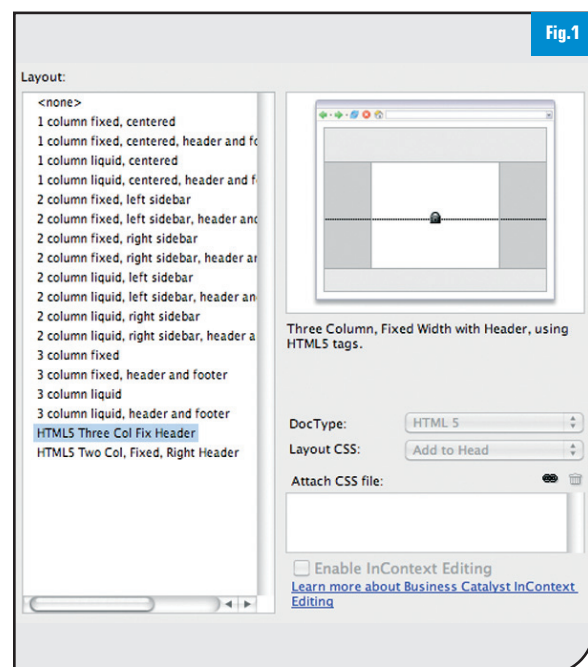 Fig.1
Layout:
<none>
1 column fixed, centered
1 column fixed, centered, header and fo
1 column liquid, centered
1 column liquid, centered, header and f
2 column fixed, left sidebar
2 column fixed, left sidebar, header and
2 column fixed, right sidebar
2 column fixed, right sidebar, header ar
2 column liquid, left sidebar
2 column liquid, left sidebar, header an
2 column liquid, right sidebar
2 column liquid, right sidebar, header a
3 column fixed
3 column fixed, header and footer
3 column liquid
3 column liquid, header and footer
HTML5 Three Col Fix Header
HTML5 Two Col, Fixed, Right Header
Three Column, Fixed Width with Header, using
HTML5 tags.
DocType: HTML 5
Layout CSS: Add to Head
Attach CSS file:
Enable InContext Editing
Learn more about Business Catalyst InContext
Editing